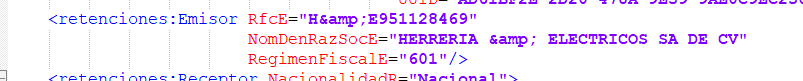 <retenciones:Emisor RfcE="H&amp;E951128469"
NomDenRazSocE="HERRERIA &amp; ELECTRICOS SA DE CV"
RegimenFiscalE="601"/>
<retenciones:Receptor NacionalidadR="Nacional">